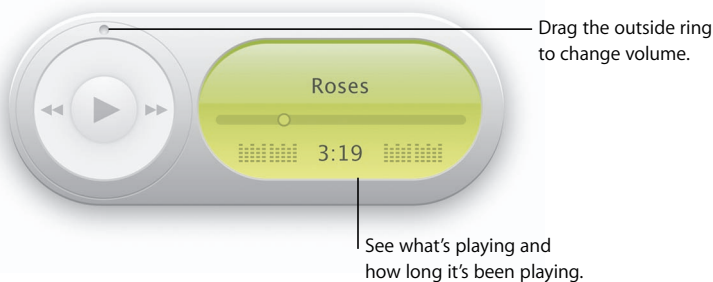 Drag the outside ring
to change volume.
Roses
3:19
See what’s playing and
how long it’s been playing.